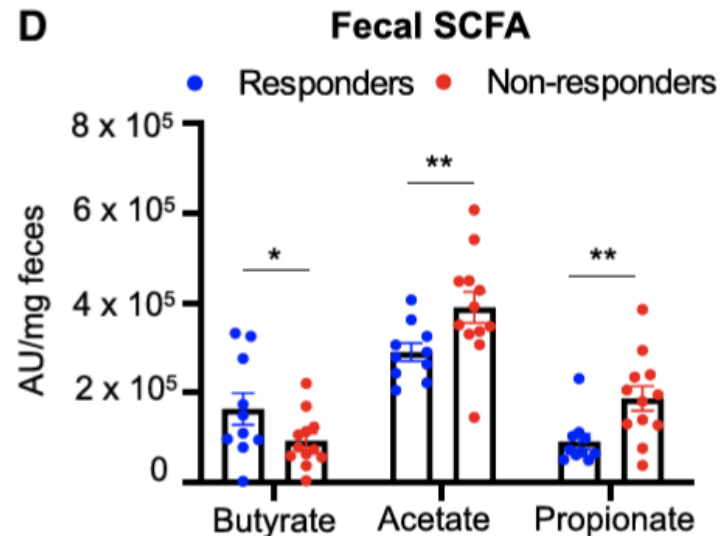 D
Fecal SCFA
Responders Non-responders
AU/mg feces
8 x 10⁵
6 x 10⁵
4 x 10⁵
2 x 10⁵
0
*
**
**
Butyrate Acetate Propionate